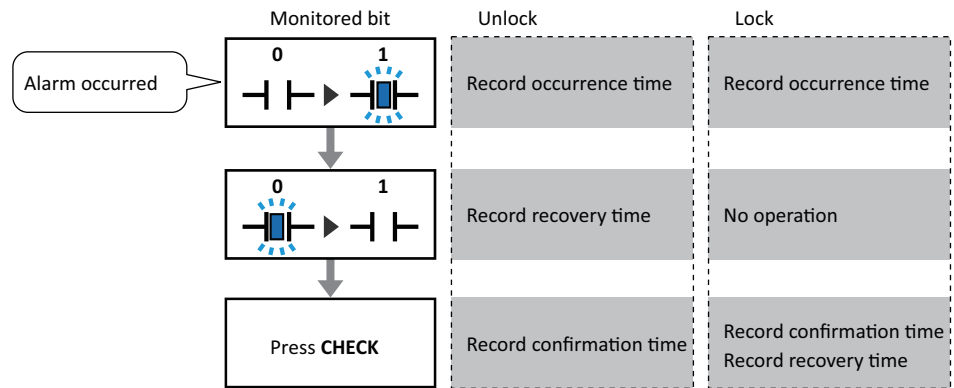 Monitored bit
Unlock
Lock
Alarm occurred
0 1
Record occurrence time
Record occurrence time
0 1
Record recovery time
No operation
Press CHECK
Record confirmation time
Record confirmation time
Record recovery time